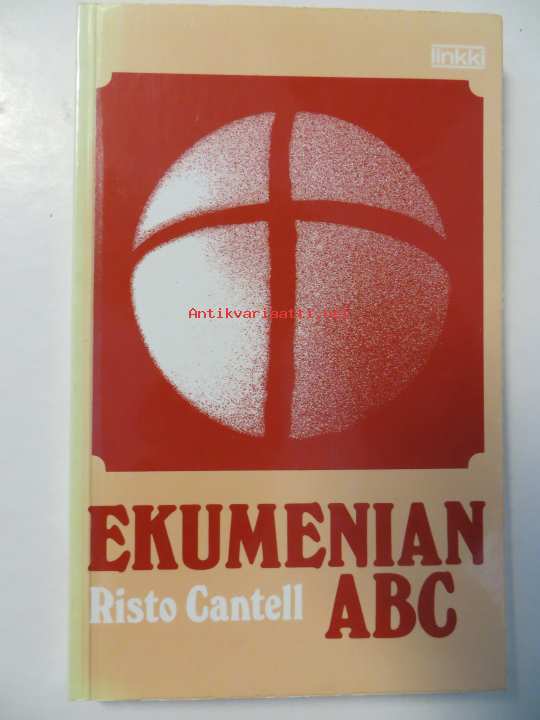 linkki
Antikvariaatti.net
EKUMENIAN
Risto Cantell ABC